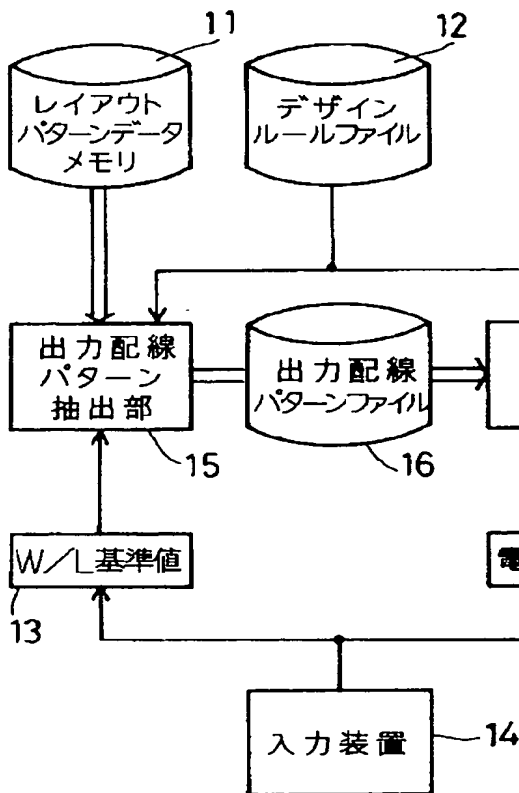 11
レイアウト
パターンデータ
メモリ
12
デザイン
ルールファイル
出力配線
パターン
抽出部
15
出力配線
パターンファイル
16
W/L基準値
13
電
入力装置
14